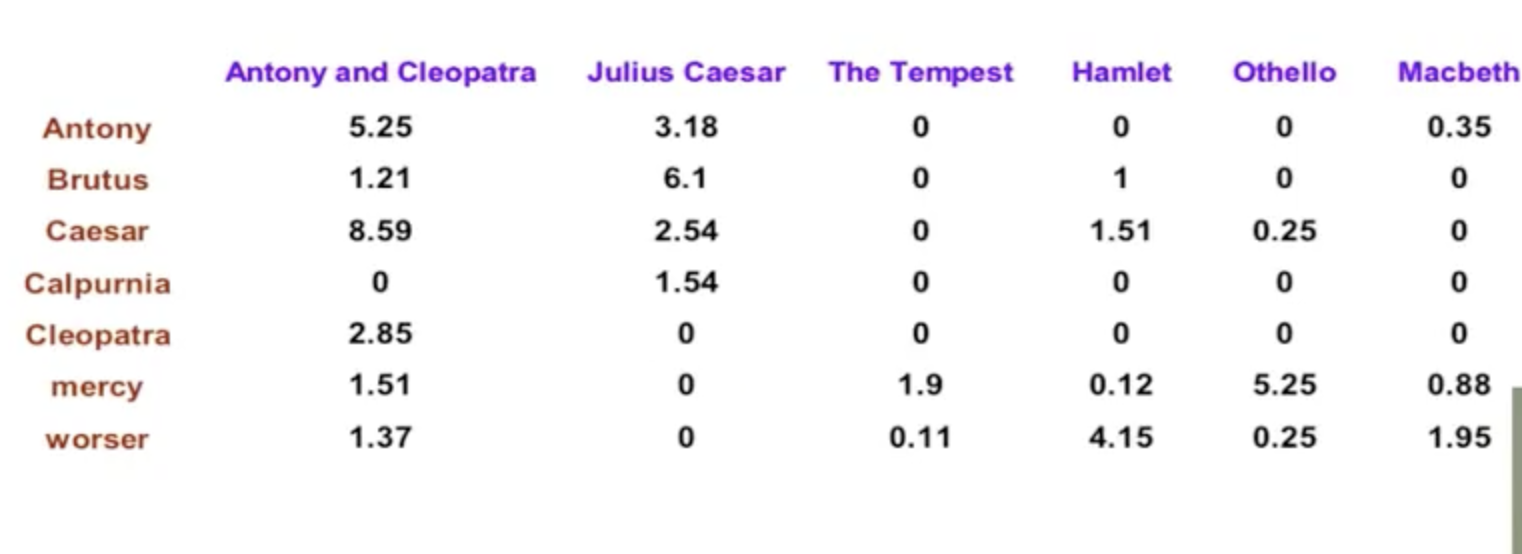 Antony and Cleopatra Julius Caesar The Tempest Hamlet Othello Macbeth
Antony 5.25 3.18 0 0 0 0.35
Brutus 1.21 6.1 0 1 0 0
Caesar 8.59 2.54 0 1.51 0.25 0
Calpurnia 0 1.54 0 0 0 0
Cleopatra 2.85 0 0 0 0 0
mercy 1.51 0 1.9 0.12 5.25 0.88
worser 1.37 0 0.11 4.15 0.25 1.95